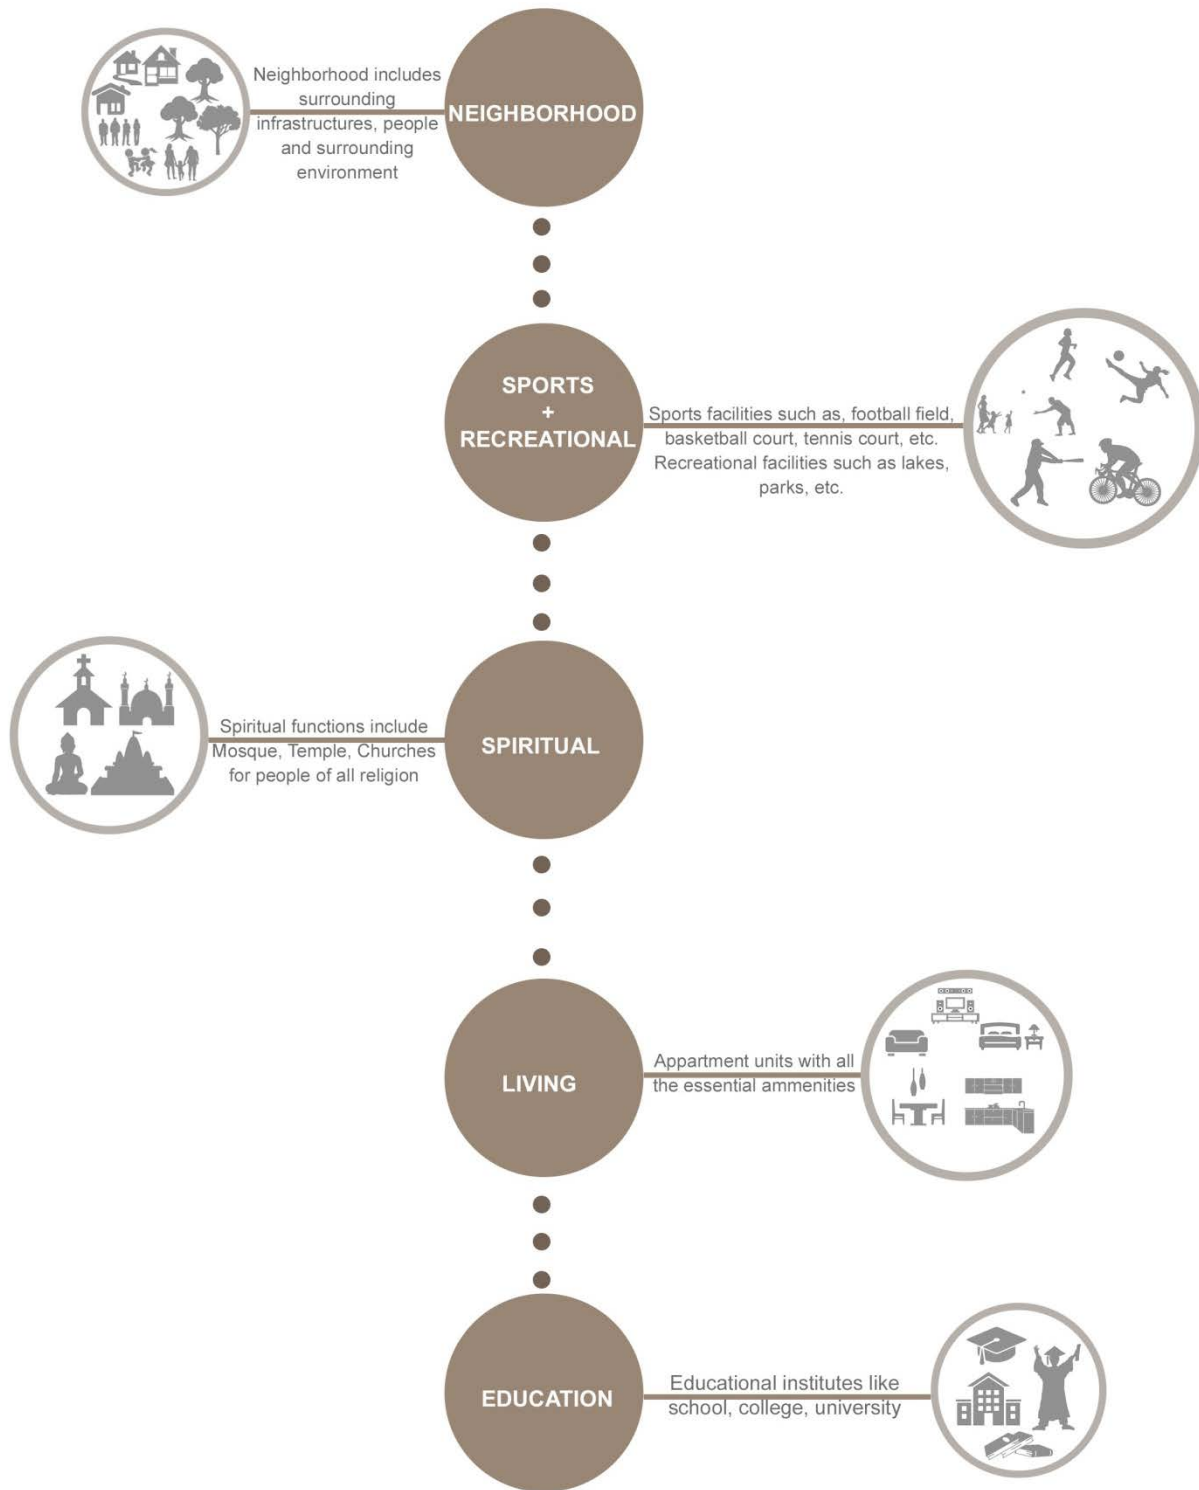 Neighborhood includes
surrounding
infrastructures, people
and surrounding
environment
NEIGHBORHOOD
SPORTS
+
RECREATIONAL
Sports facilities such as, football field,
basketball court, tennis court, etc.
Recreational facilities such as lakes,
parks, etc.
Spiritual functions include
Mosque, Temple, Churches
for people of all religion
SPIRITUAL
LIVING
Appartment units with all
the essential ammenities
EDUCATION
Educational institutes like
school, college, university